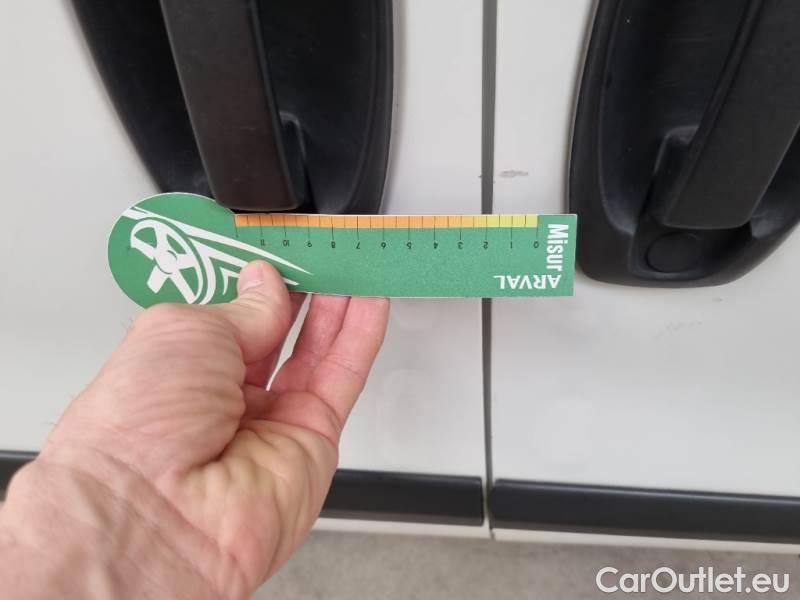 Misur
ARVAL
11 10 9 8 7 6 5 4 3 2 1 0
CarOutlet.eu